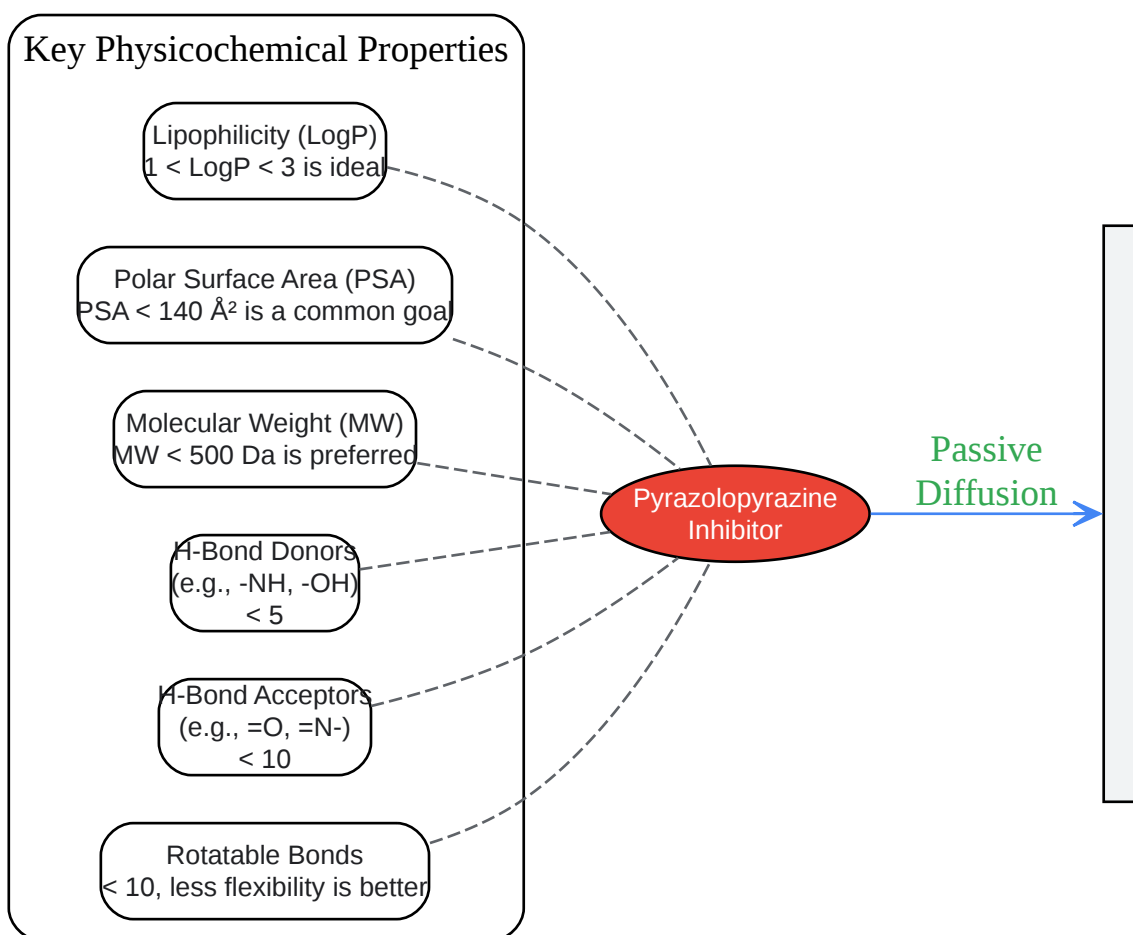 Key Physicochemical Properties
Lipophilicity (LogP)
1 < LogP < 3 is ideal
Polar Surface Area (PSA)
PSA < 140 Å² is a common goal
Molecular Weight (MW)
MW < 500 Da is preferred
H-Bond Donors
(e.g., -NH, -OH)
< 5
H-Bond Acceptors
(e.g., =O, =N-)
< 10
Rotatable Bonds
< 10, less flexibility is better
Pyrazolopyrazine
Inhibitor
Passive
Diffusion